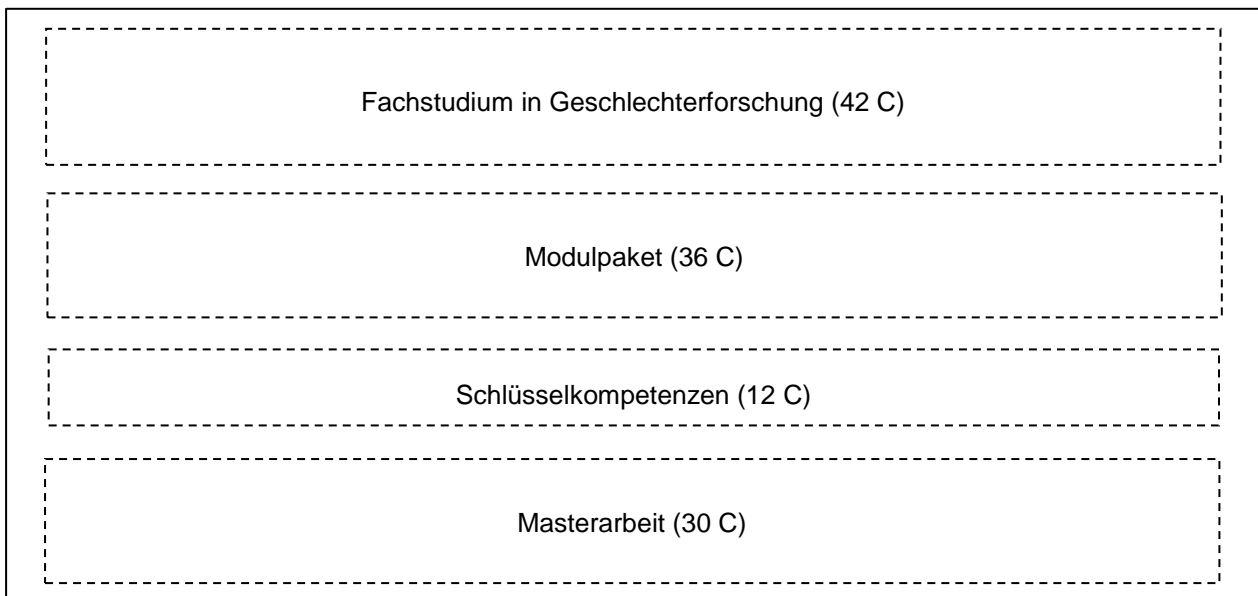 Fachstudium in Geschlechterforschung (42 C)
Modulpaket (36 C)
Schlüsselkompetenzen (12 C)
Masterarbeit (30 C)